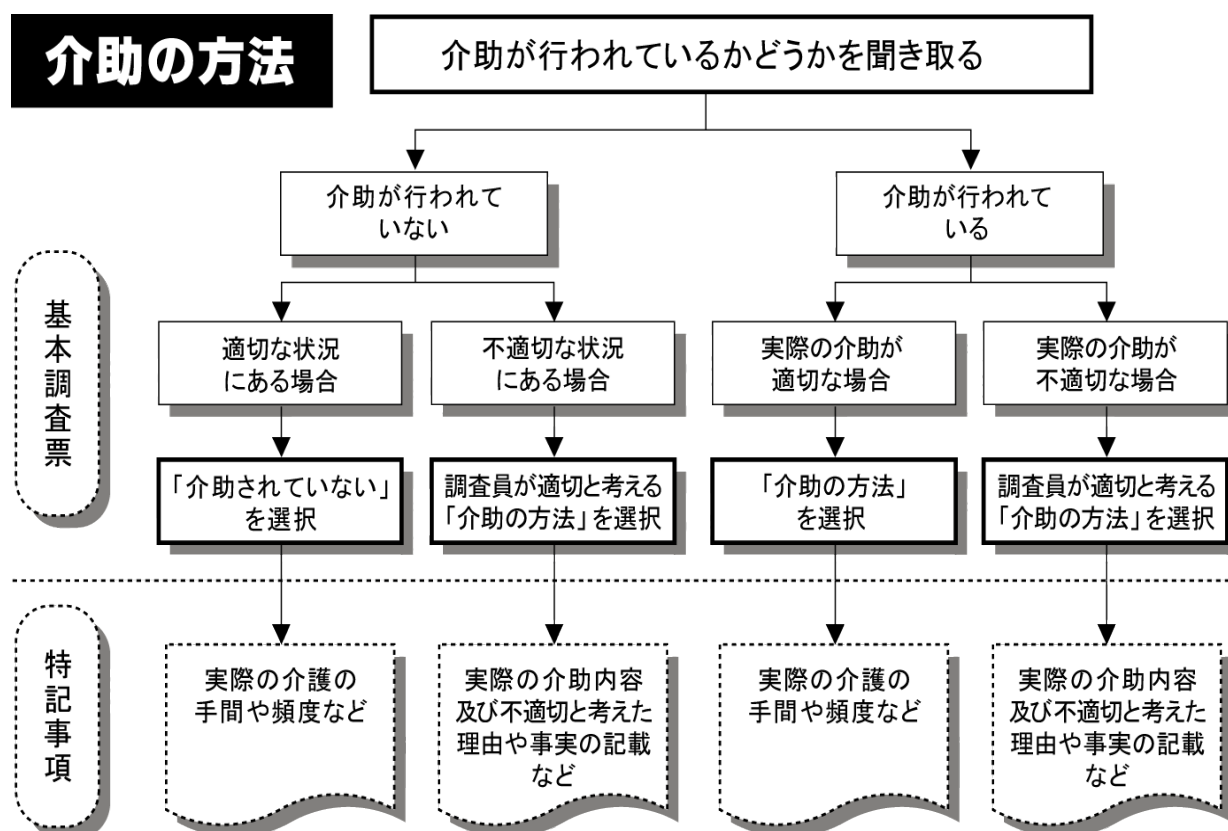 介助の方法
介助が行われているかどうかを聞き取る
介助が行われて
いない
介助が行われて
いる
基本調査票
適切な状況
にある場合
不適切な状況
にある場合
実際の介助が
適切な場合
実際の介助が
不適切な場合
「介助されていない」
を選択
調査員が適切と考える
「介助の方法」を選択
「介助の方法」
を選択
調査員が適切と考える
「介助の方法」を選択
特記事項
実際の介護の
手間や頻度など
実際の介助内容
及び不適切と考えた
理由や事実の記載
など
実際の介護の
手間や頻度など
実際の介助内容
及び不適切と考えた
理由や事実の記載
など